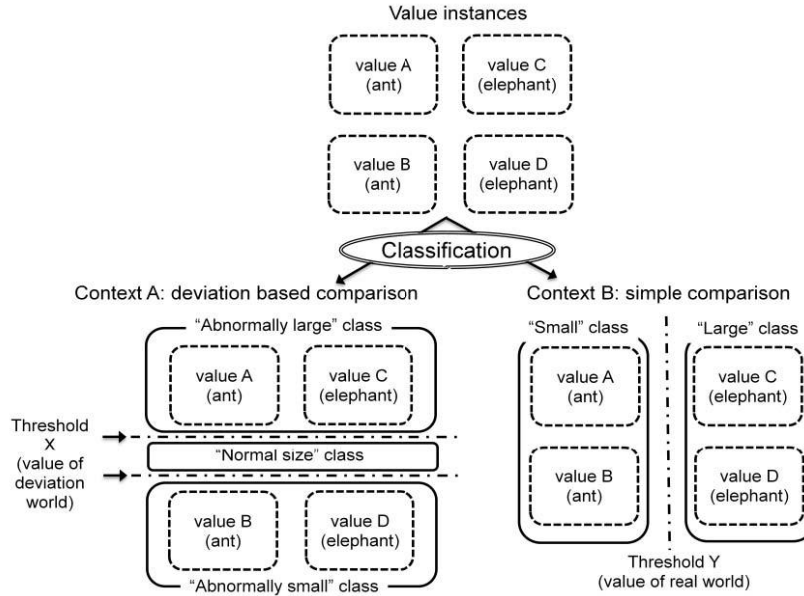 Value instances
value A
(ant)
value C
(elephant)
value B
(ant)
value D
(elephant)
Classification
Context A: deviation based comparison
“Abnormally large” class
value A
(ant)
value C
(elephant)
Threshold
X
(value of
deviation
world)
“Normal size” class
value B
(ant)
value D
(elephant)
“Abnormally small” class
Context B: simple comparison
“Small” class
“Large” class
value A
(ant)
value C
(elephant)
value B
(ant)
value D
(elephant)
Threshold Y
(value of real world)